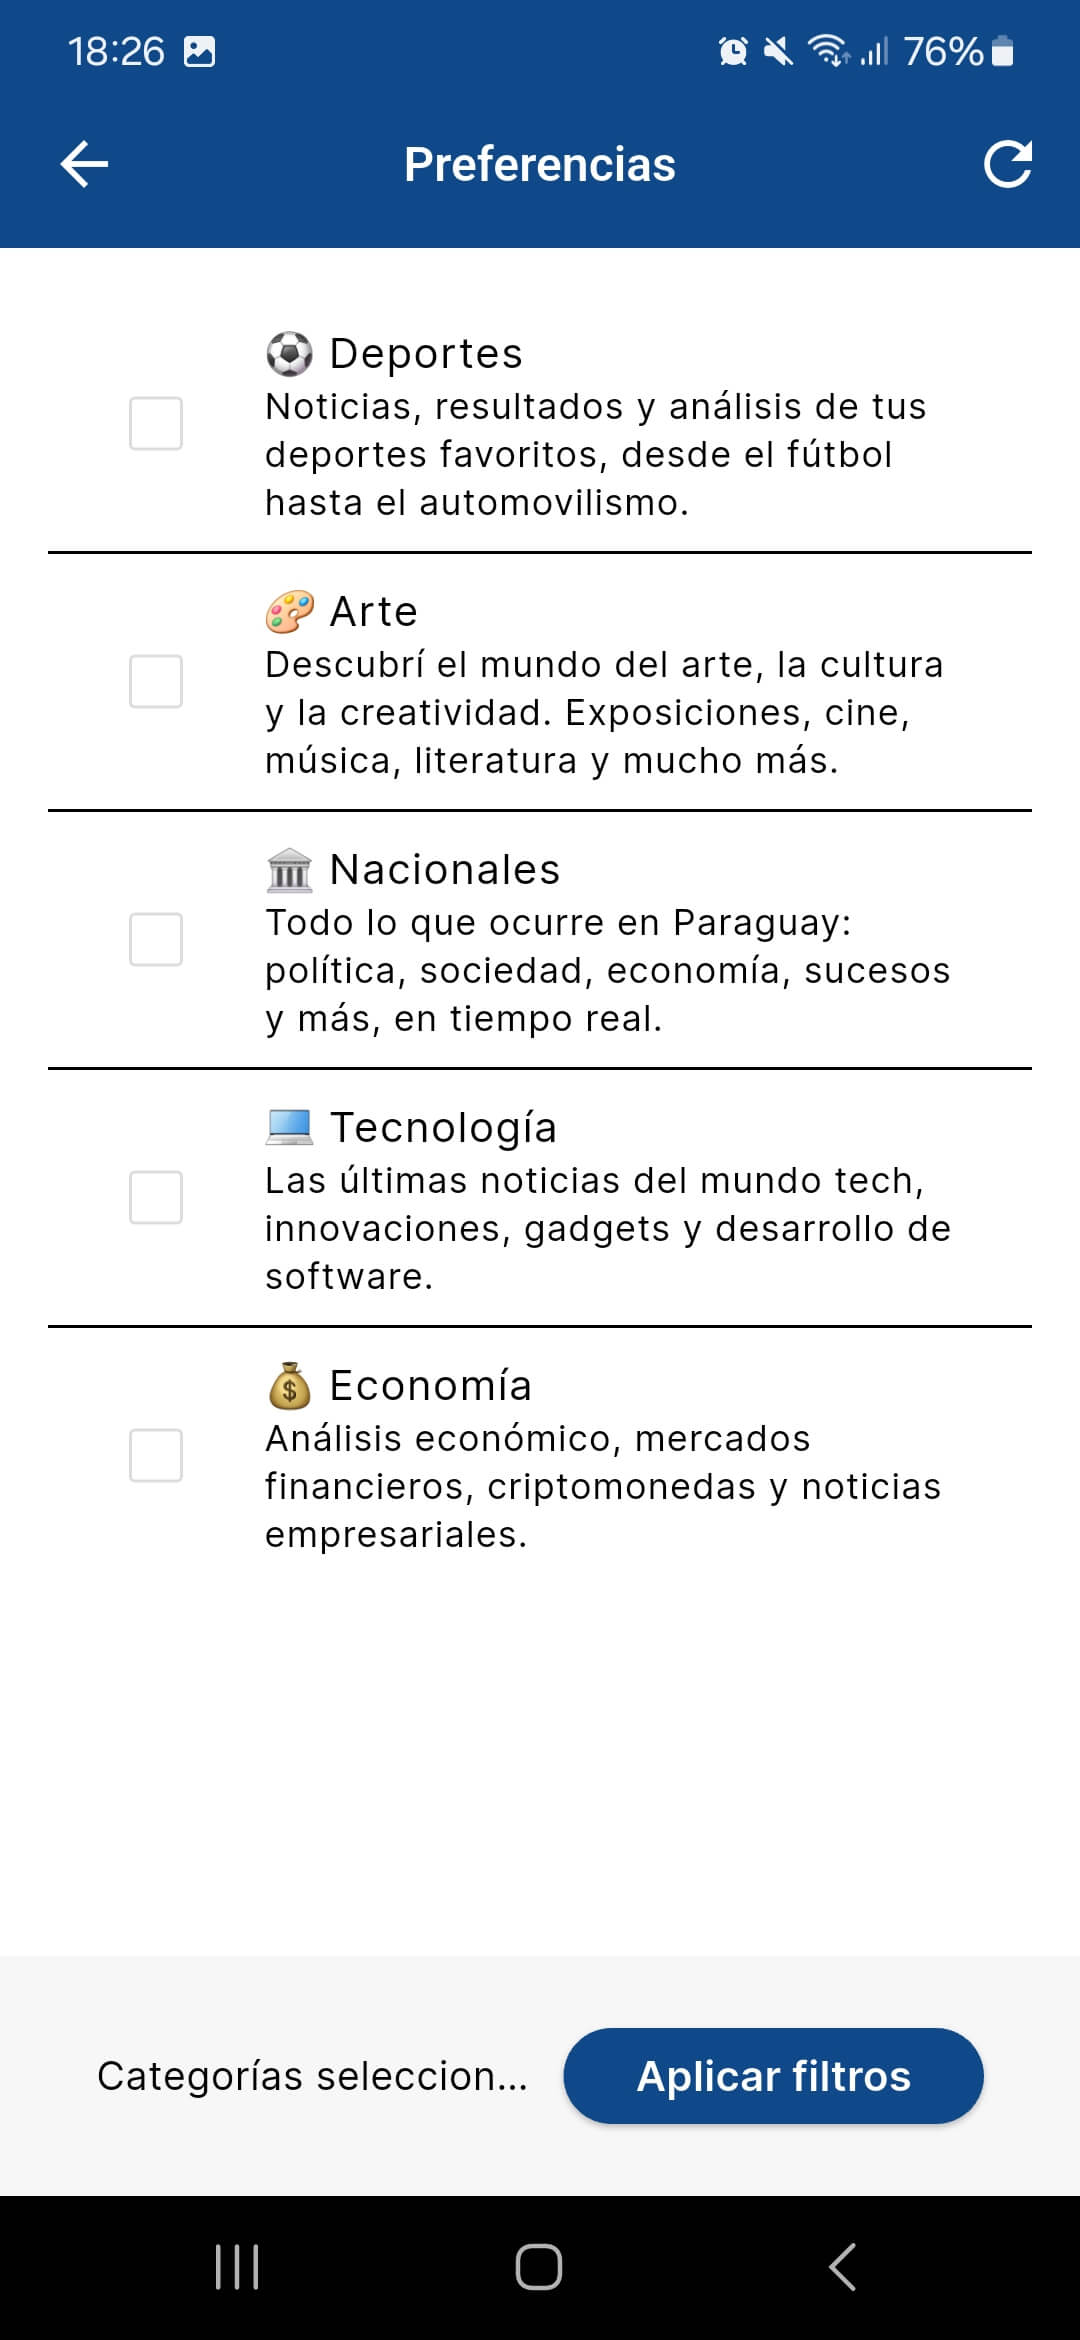 18:26
76%
Preferencias
Deportes
Noticias, resultados y análisis de tus
deportes favoritos, desde el fútbol
hasta el automovilismo.
Arte
Descubrí el mundo del arte, la cultura
y la creatividad. Exposiciones, cine,
música, literatura y mucho más.
Nacionales
Todo lo que ocurre en Paraguay:
política, sociedad, economía, sucesos
y más, en tiempo real.
Tecnología
Las últimas noticias del mundo tech,
innovaciones, gadgets y desarrollo de
software.
Economía
Análisis económico, mercados
financieros, criptomonedas y noticias
empresariales.
Categorías seleccion...
Aplicar filtros